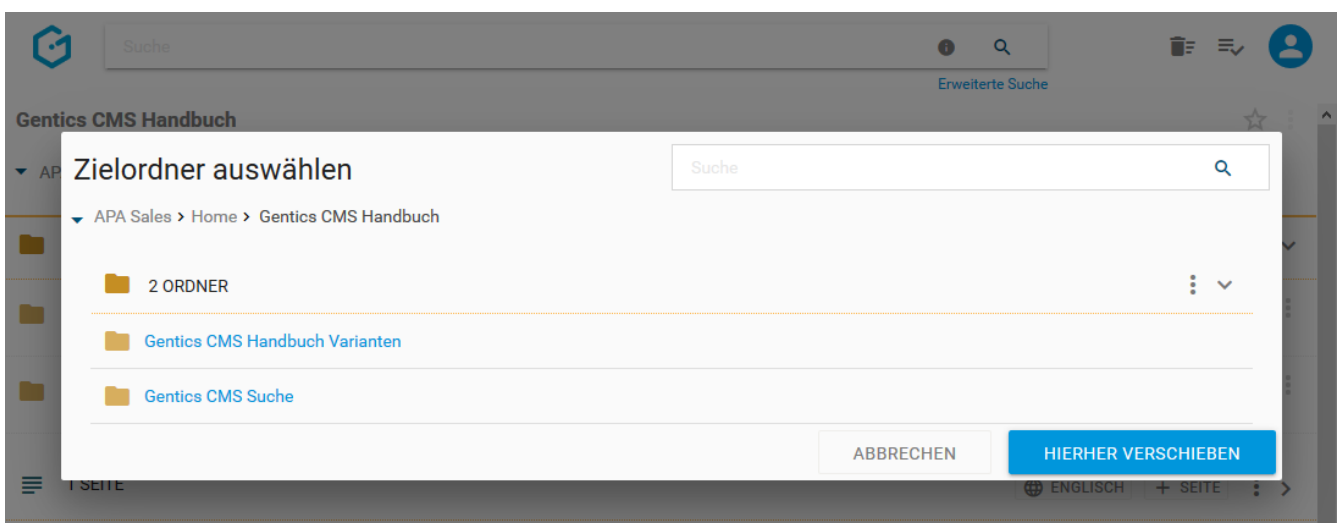 Suche
Erweiterte Suche
Gentics CMS Handbuch
AP
Zielordner auswählen
Suche
APA Sales > Home > Gentics CMS Handbuch
2 ORDNER
Gentics CMS Handbuch Varianten
Gentics CMS Suche
ABBRECHEN
HIERHER VERSCHIEBEN
1 SEITE
ENGLISCH
+ SEITE